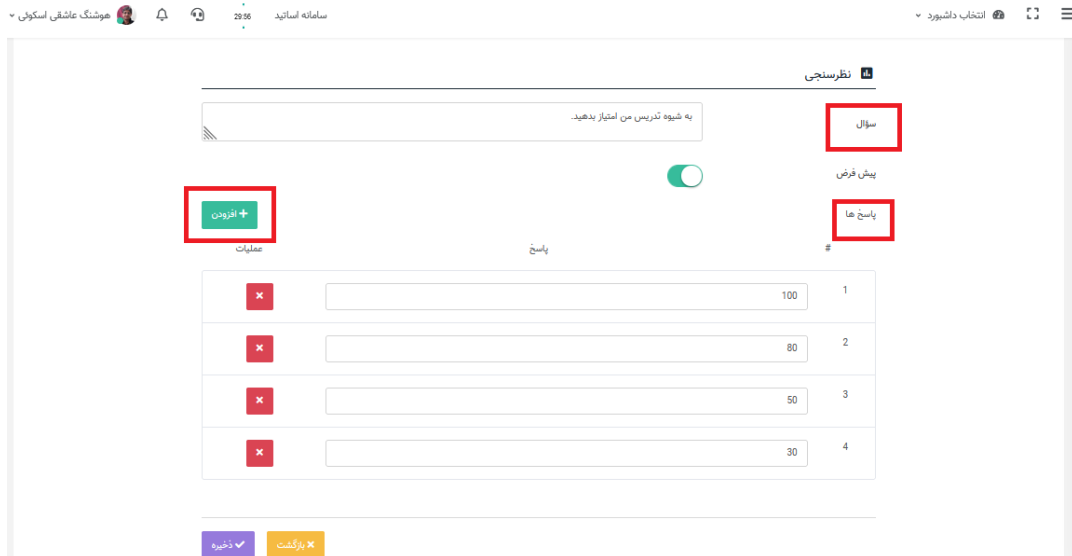 انتخاب داشبورد
سامانه اساتید
29:56
هوشنگ عاشقی اسکوئی
نظرسنجی
سؤال
به شیوه تدریس من امتیاز بدهید.
پیش فرض
پاسخ ها
+ افزودن
# پاسخ عملیات
1 100
2 80
3 50
4 30
بازگشت
ذخیره